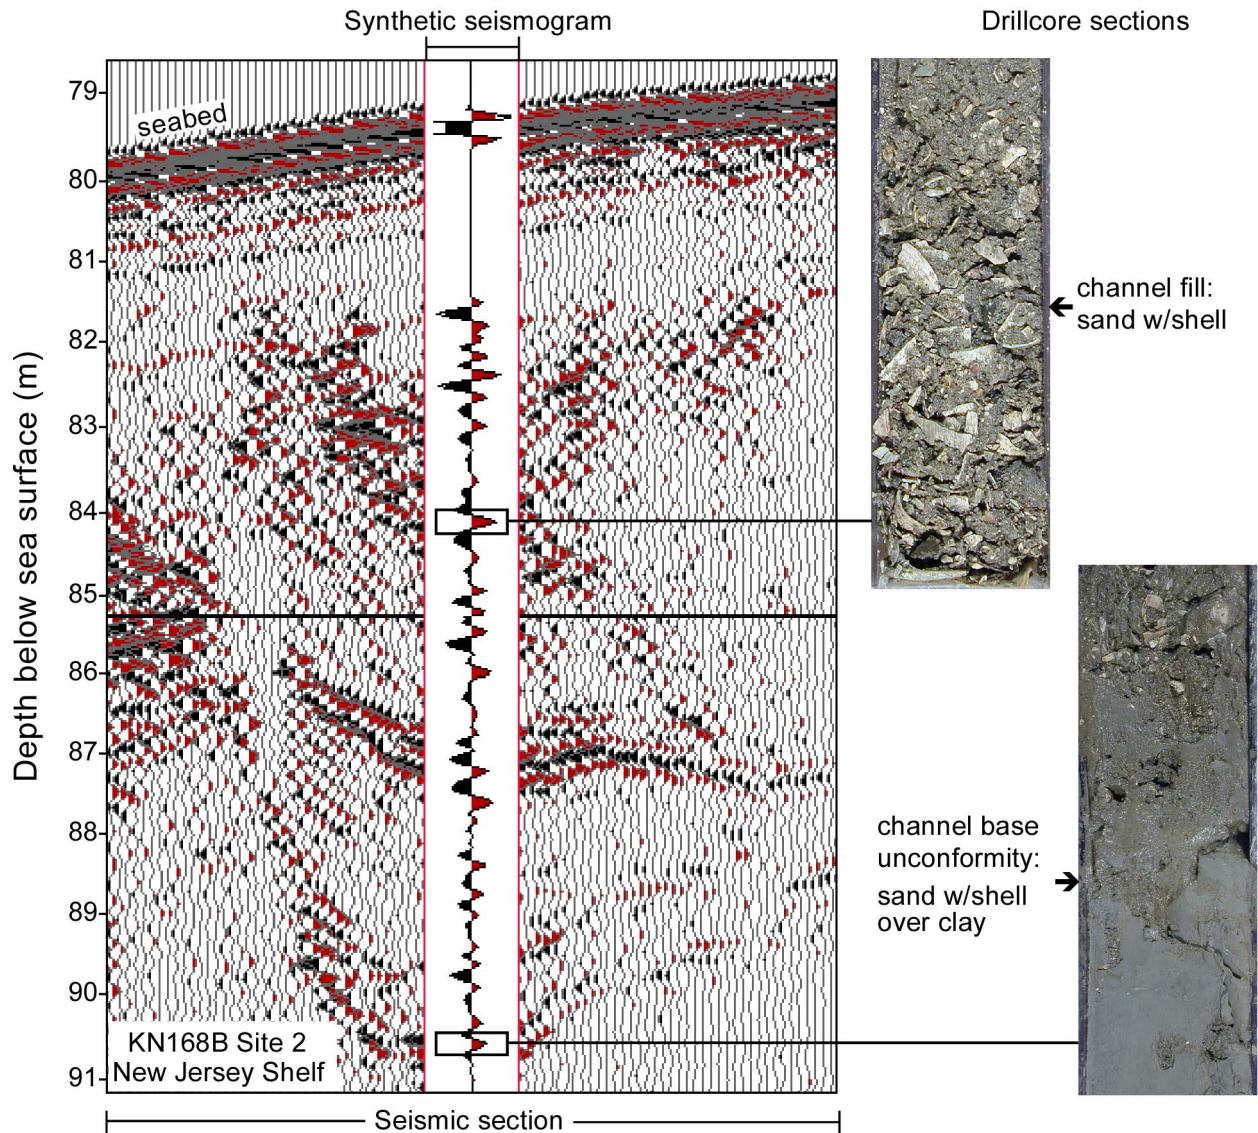 Synthetic seismogram
Drillcore sections
Depth below sea surface (m)
79
80
81
82
83
84
85
86
87
88
89
90
91
seabed
channel fill:
sand w/shell
channel base
unconformity:
sand w/shell
over clay
KN168B Site 2
New Jersey Shelf
Seismic section